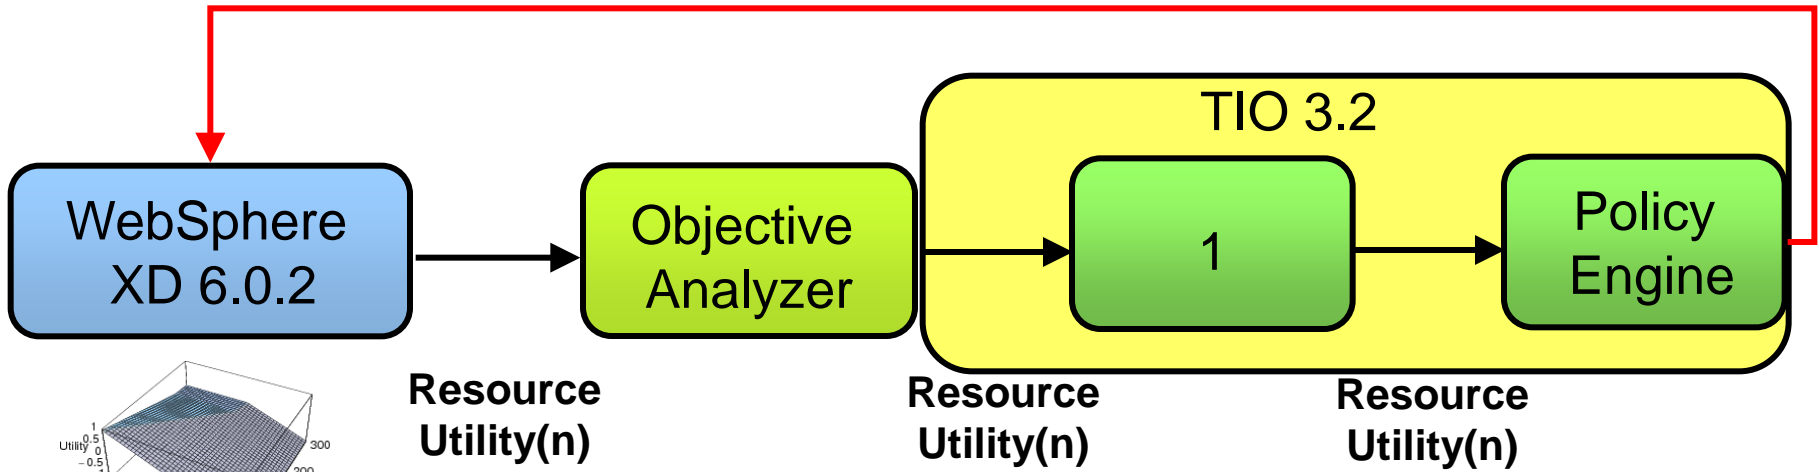 TIO 3.2
WebSphere
XD 6.0.2
Objective
Analyzer
1
Policy
Engine
Resource
Utility(n)
Resource
Utility(n)
Resource
Utility(n)
Utility
1
0.5
0
-0.5
300